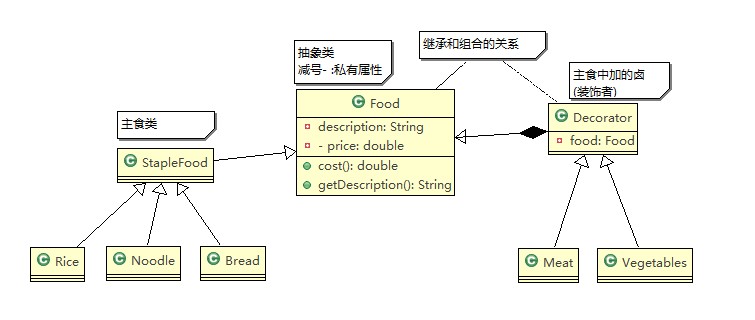 抽象类
减号- :私有属性
继承和组合的关系
主食中加的卤
(装饰者)
主食类
C Food
description: String
- price: double
cost(): double
getDescription(): String
C Decorator
food: Food
C StapleFood
C Rice
C Noodle
C Bread
C Meat
C Vegetables